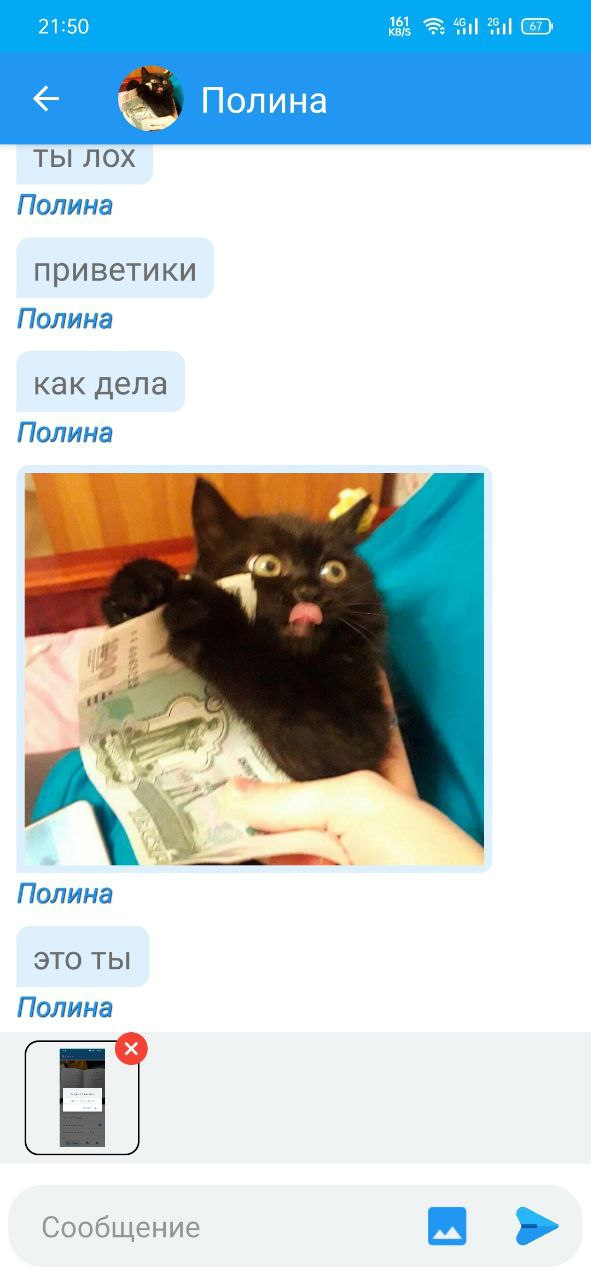 21:50
161
KB/S
4G
2G
67
Полина
ты лох
Полина
приветики
Полина
как дела
Полина
Полина
это ты
Полина
Сообщение